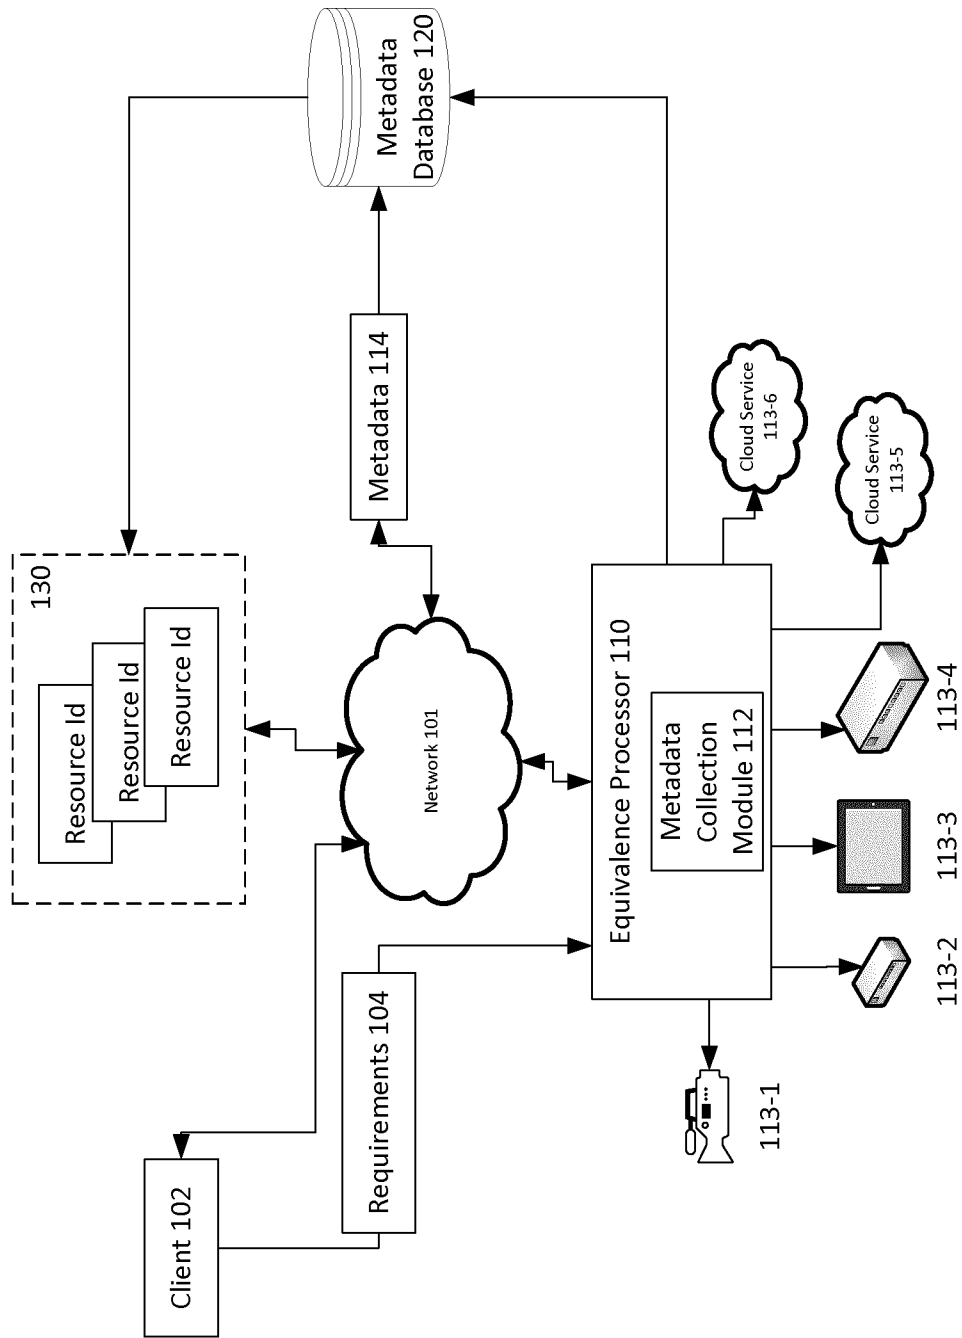 Client 102
Requirements 104
130
Resource Id
Resource Id
Resource Id
Network 101
Metadata 114
Metadata
Database 120
Equivalence Processor 110
Metadata
Collection
Module 112
113-1
113-2
113-3
113-4
Cloud Service
113-5
Cloud Service
113-6